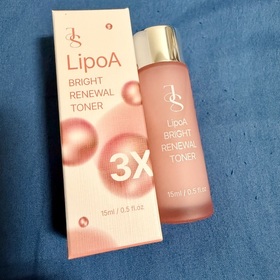 LipoA
BRIGHT
RENEWAL
TONER
3X
15ml / 0.5 fl.oz
LipoA
BRIGHT
RENEWAL
TONER
15ml / 0.5 fl.oz